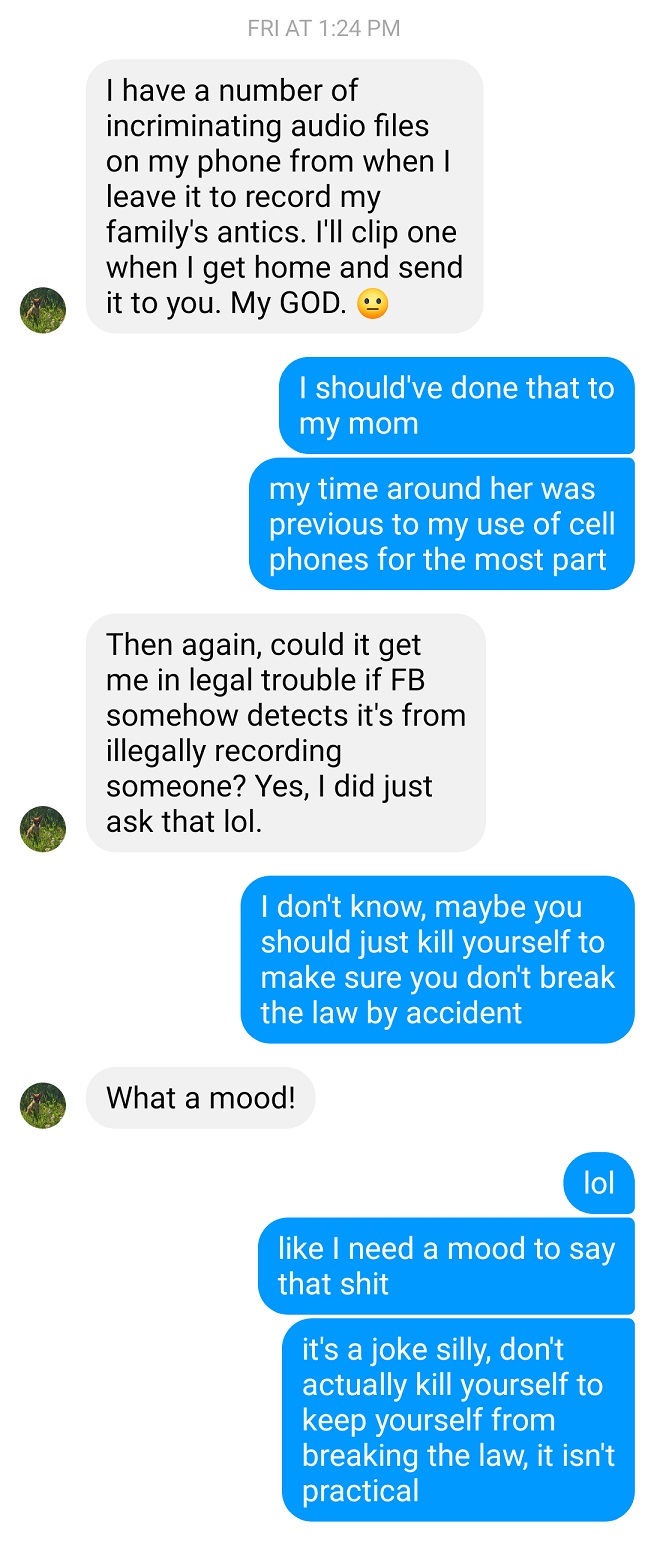 FRI AT 1:24 PM
I have a number of
incriminating audio files
on my phone from when I
leave it to record my
family's antics. I'll clip one
when I get home and send
it to you. My GOD. 😐
I should've done that to
my mom
my time around her was
previous to my use of cell
phones for the most part
Then again, could it get
me in legal trouble if FB
somehow detects it's from
illegally recording
someone? Yes, I did just
ask that lol.
I don't know, maybe you
should just kill yourself to
make sure you don't break
the law by accident
What a mood!
lol
like I need a mood to say
that shit
it's a joke silly, don't
actually kill yourself to
keep yourself from
breaking the law, it isn't
practical